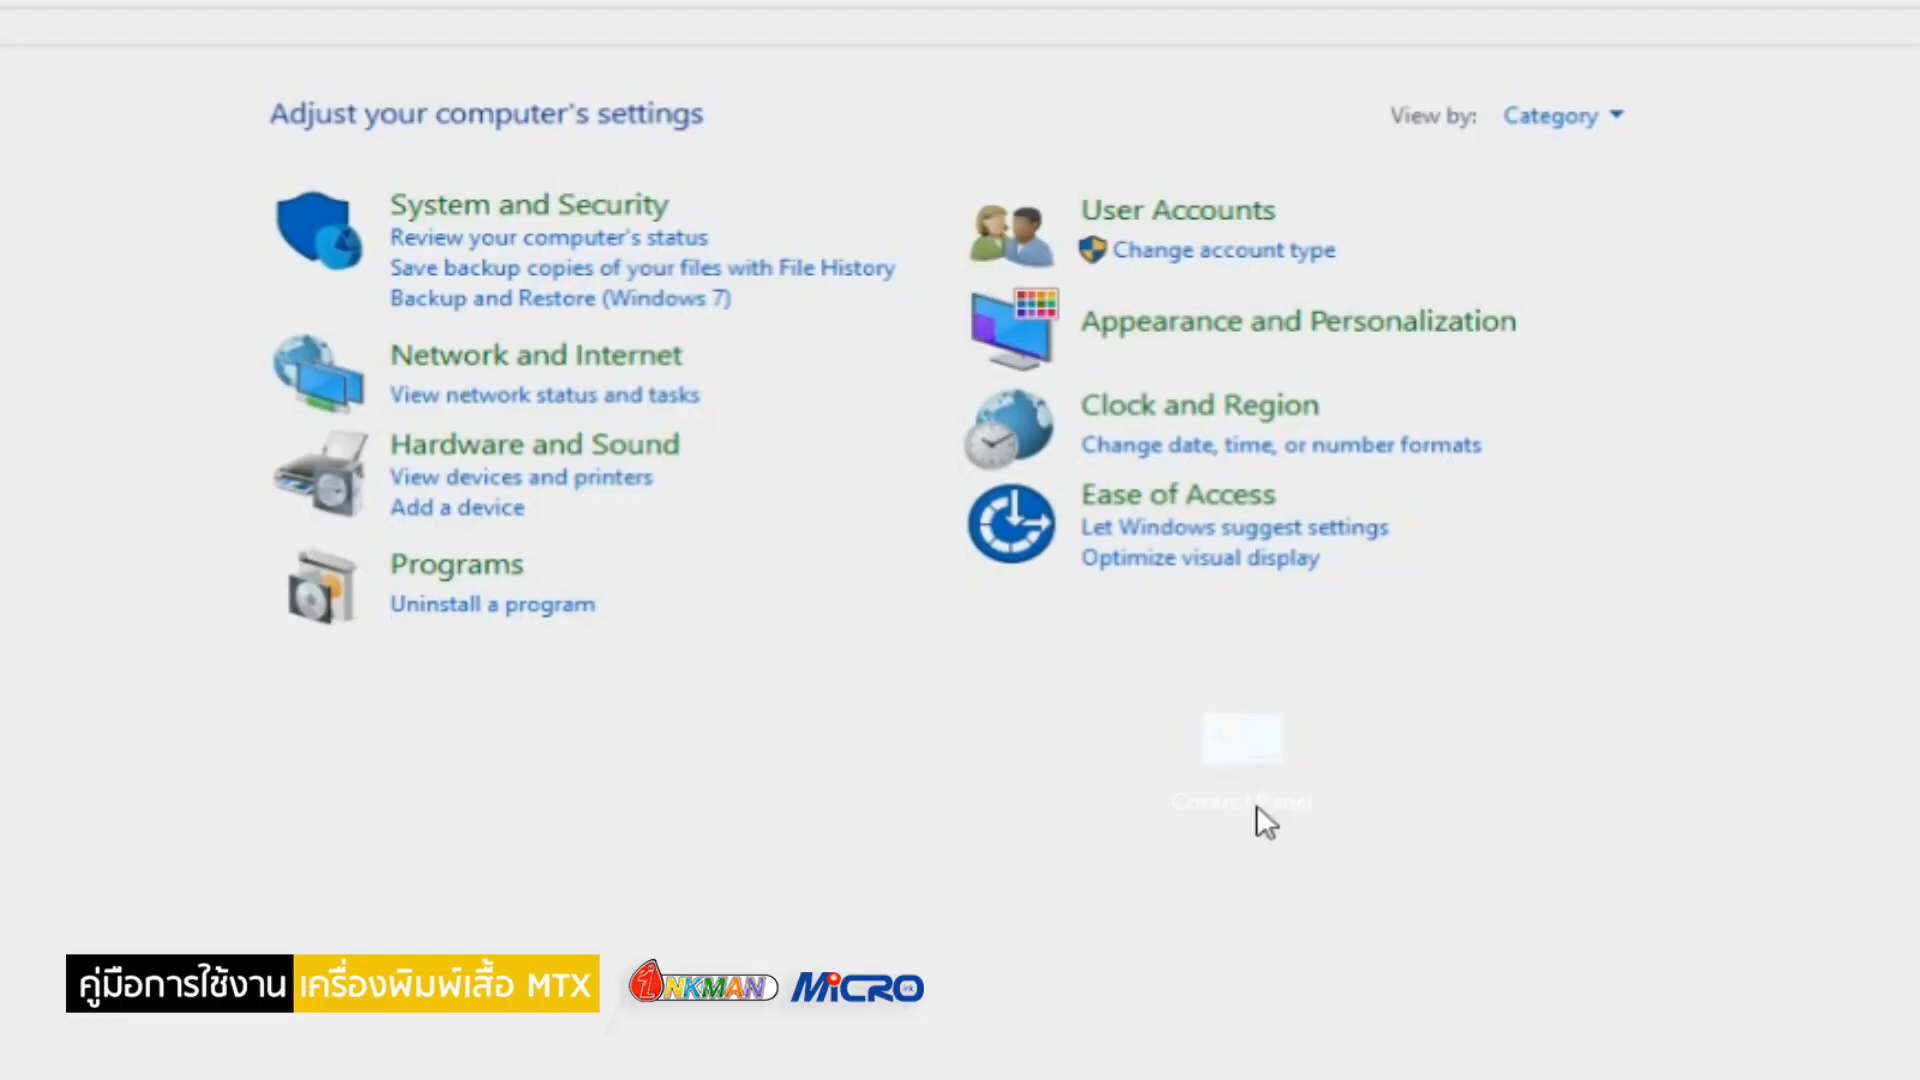 Adjust your computer's settings
View by: Category
System and Security
Review your computer's status
Save backup copies of your files with File History
Backup and Restore (Windows 7)
Network and Internet
View network status and tasks
Hardware and Sound
View devices and printers
Add a device
Programs
Uninstall a program
User Accounts
Change account type
Appearance and Personalization
Clock and Region
Change date, time, or number formats
Ease of Access
Let Windows suggest settings
Optimize visual display
Control Panel
คู่มือการใช้งาน เครื่องพิมพ์เสื้อ MTX
iNKMAN MiCRO ink